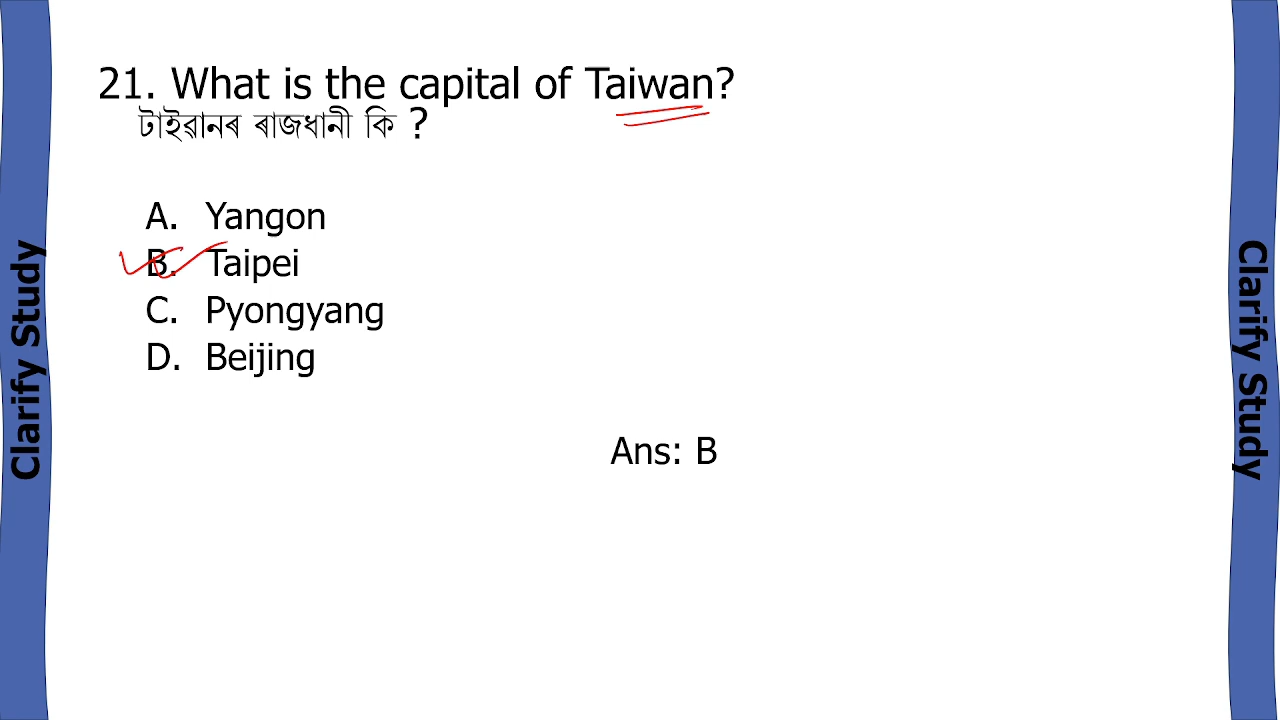 21. What is the capital of Taiwan?
টাইৱানৰ ৰাজধানী কি ?
A. Yangon
B. Taipei
C. Pyongyang
D. Beijing
Ans: B
Clarify Study
Clarify Study